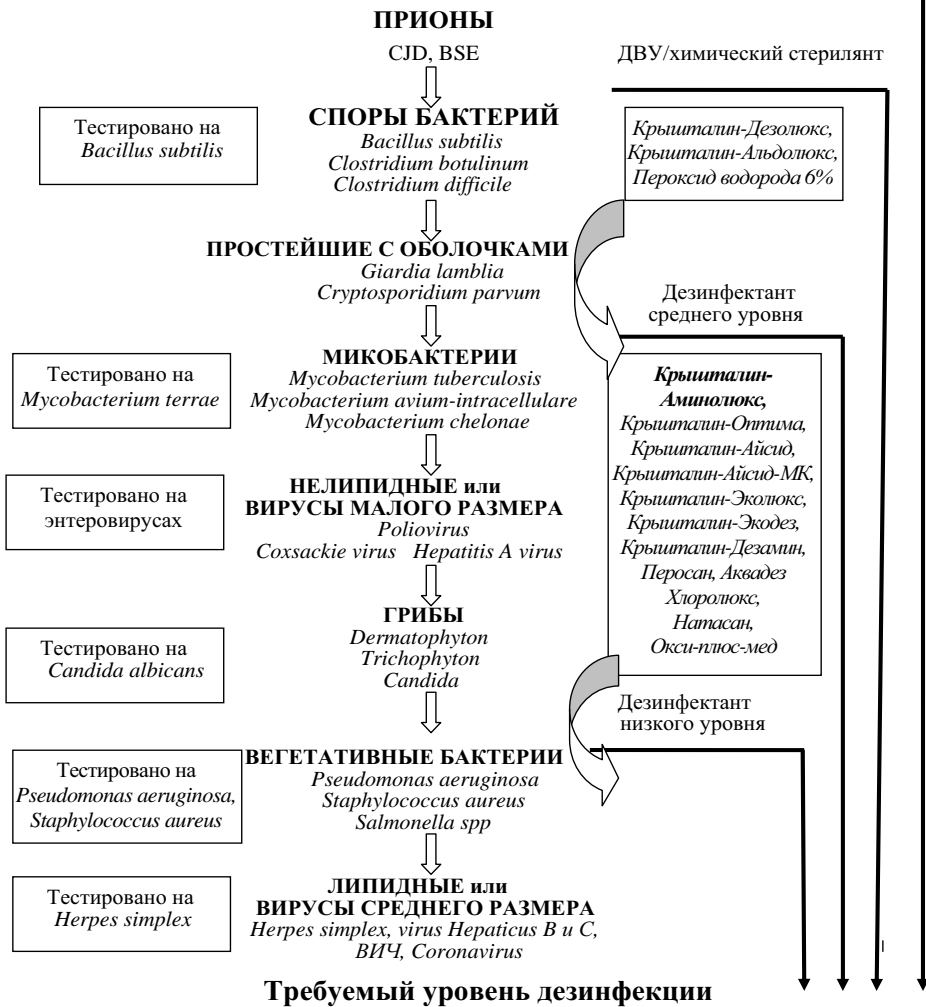 ПРИОНЫ
CJD, BSE
ДВУ/химический стерилянт
Тестировано на
Bacillus subtilis
СПОРЫ БАКТЕРИЙ
Bacillus subtilis
Clostridium botulinum
Clostridium difficile
Крышталин-Дезолюкс,
Крышталин-Альдолюкс,
Пероксид водорода 6%
ПРОСТЕЙШИЕ С ОБОЛОЧКАМИ
Giardia lamblia
Cryptosporidium parvum
Дезинфектант
среднего уровня
Тестировано на
Mycobacterium terrae
МИКОБАКТЕРИИ
Mycobacterium tuberculosis
Mycobacterium avium-intracellulare
Mycobacterium chelonae
Крышталин-
Аминолюкс,
Крышталин-Оптима,
Крышталин-Айсид,
Крышталин-Айсид-МК,
Крышталин-Эколюкс,
Крышталин-Экодез,
Крышталин-Дезамин,
Перосан, Аквадез
Хлоролюкс,
Натасан,
Окси-плюс-мед
Тестировано на
энтеровирусах
НЕЛИПИДНЫЕ или
ВИРУСЫ МАЛОГО РАЗМЕРА
Poliovirus
Coxsackie virus Hepatitis A virus
Тестировано на
Candida albicans
ГРИБЫ
Dermatophyton
Trichophyton
Candida
Дезинфектант
низкого уровня
Тестировано на
Pseudomonas aeruginosa,
Staphylococcus aureus
ВЕГЕТАТИВНЫЕ БАКТЕРИИ
Pseudomonas aeruginosa
Staphylococcus aureus
Salmonella spp
Тестировано на
Herpes simplex
ЛИПИДНЫЕ или
ВИРУСЫ СРЕДНЕГО РАЗМЕРА
Herpes simplex, virus Hepaticus B и C,
ВИЧ, Coronavirus
Требуемый уровень дезинфекции